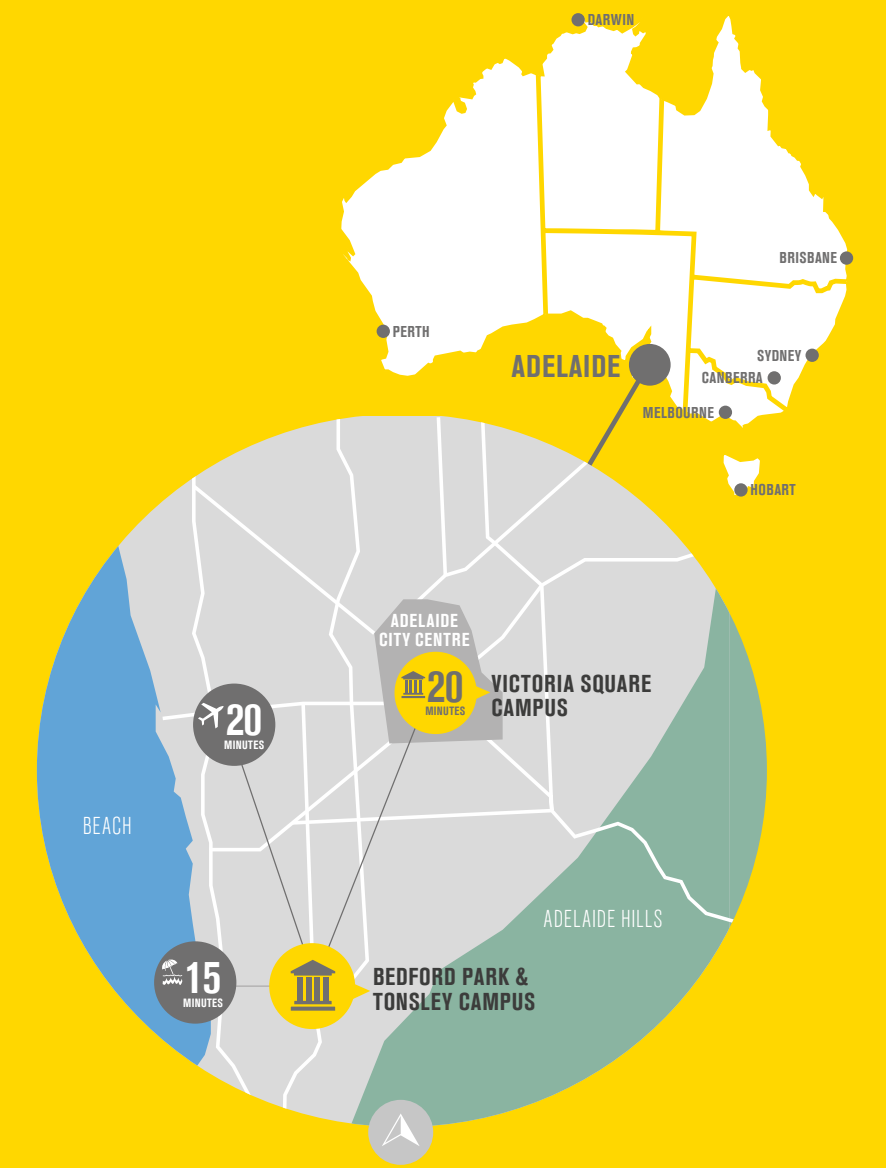 DARWIN
BRISBANE
PERTH
SYDNEY
ADELAIDE
CANBERRA
MELBOURNE
HOBART
ADELAIDE
CITY CENTRE
20
MINUTES
VICTORIA SQUARE
CAMPUS
20
MINUTES
BEACH
ADELAIDE HILLS
15
MINUTES
BEDFORD PARK &
TONSLEY CAMPUS